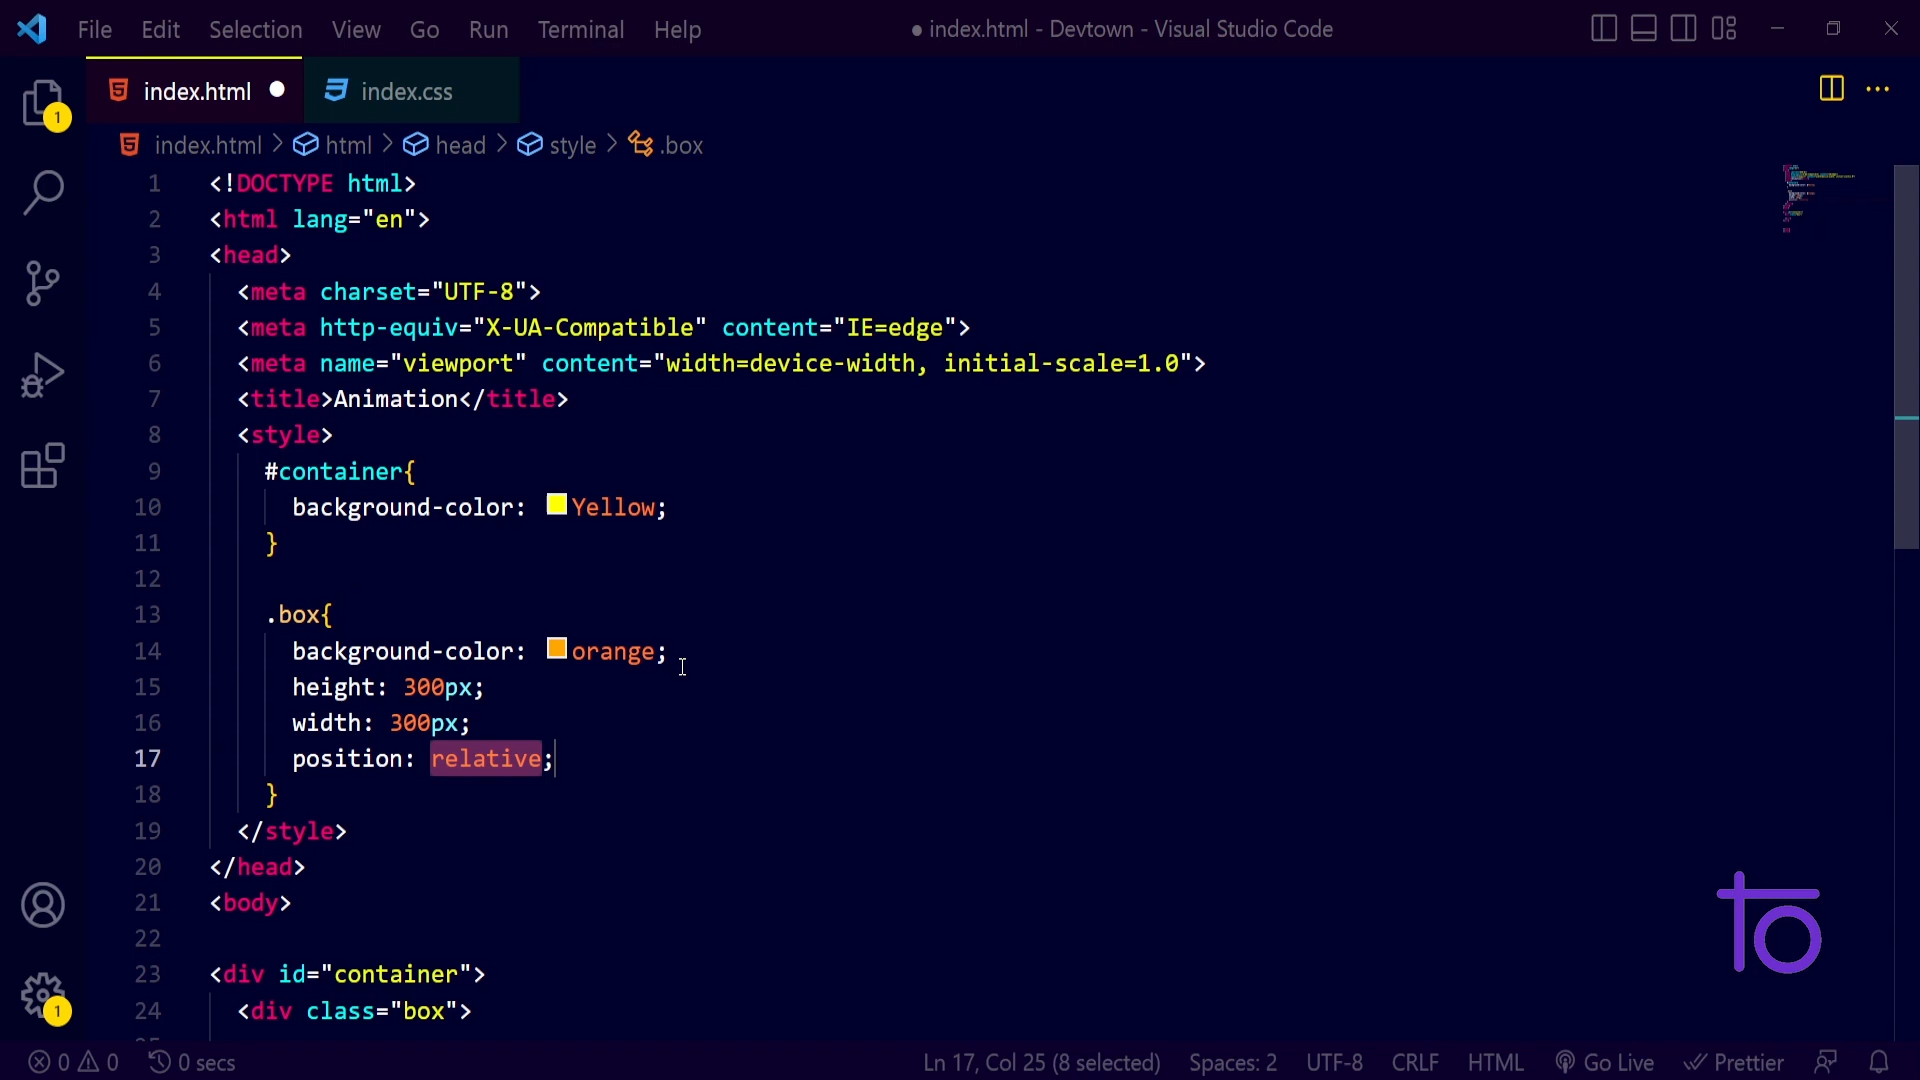 File Edit Selection View Go Run Terminal Help ● index.html - Devtown - Visual Studio Code
index.html index.css
1
index.html > html > head > style > .box
1 <!DOCTYPE html>
2 <html lang="en">
3 <head>
4 <meta charset="UTF-8">
5 <meta http-equiv="X-UA-Compatible" content="IE=edge">
6 <meta name="viewport" content="width=device-width, initial-scale=1.0">
7 <title>Animation</title>
8 <style>
9 #container{
10 background-color: Yellow;
11 }
12
13 .box{
14 background-color: orange;
15 height: 300px;
16 width: 300px;
17 position: relative;
18 }
19 </style>
20 </head>
21 <body>
22
23 <div id="container">
24 <div class="box">
1
0 0 0 secs Ln 17, Col 25 (8 selected) Spaces: 2 UTF-8 CRLF HTML Go Live Prettier